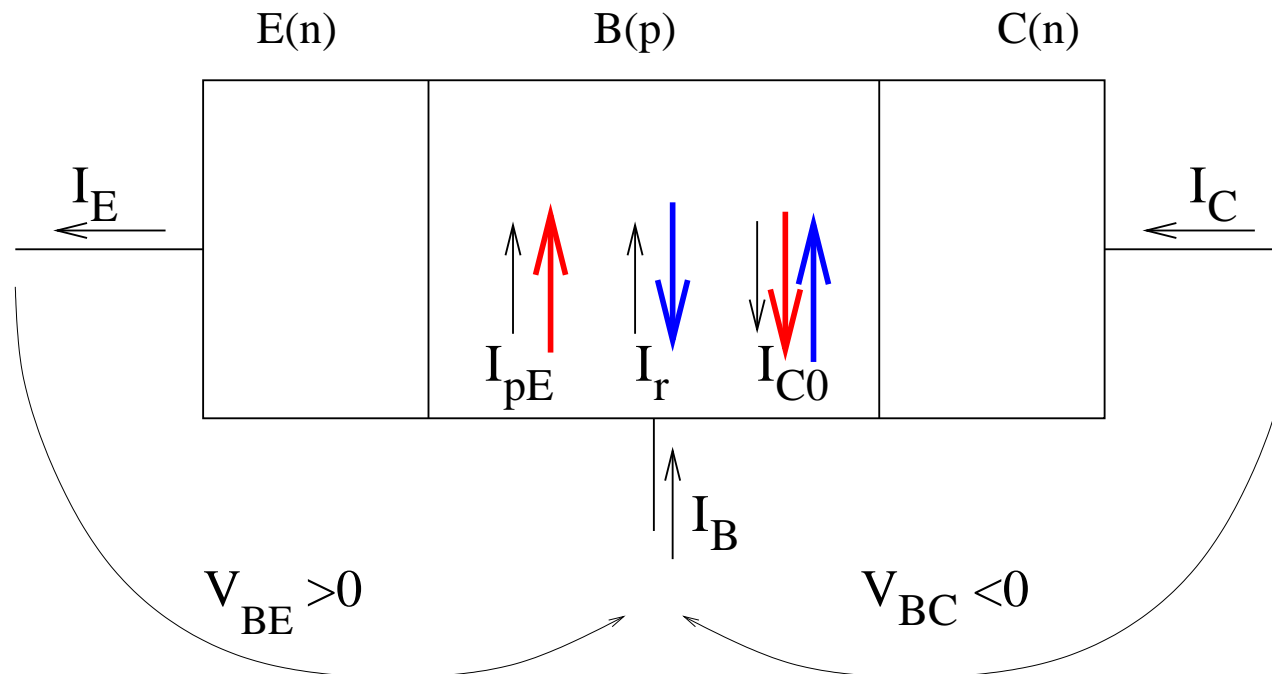 E(n) B(p) C(n)
I_E I_C
I_pE I_r I_C0
I_B
V_BE >0 V_BC <0